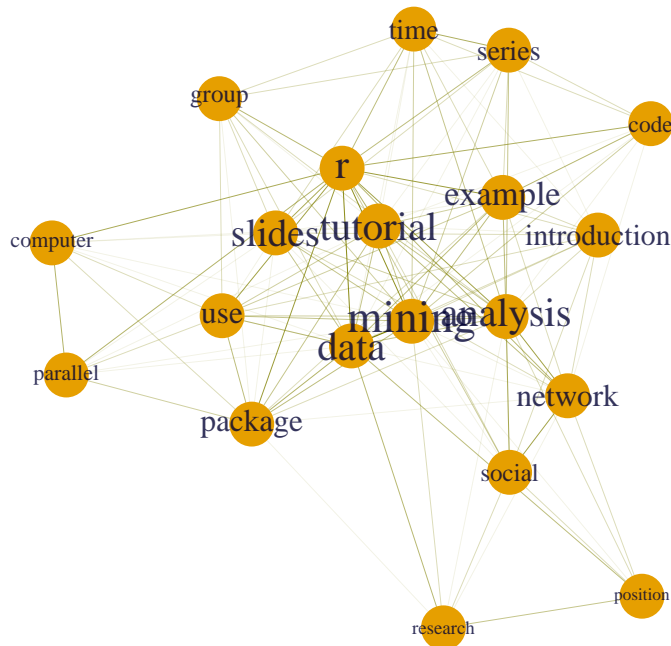 time
series
group
code
r
example
slides
tutorial
introduction
computer
use
mining
analysis
data
parallel
package
network
social
position
research